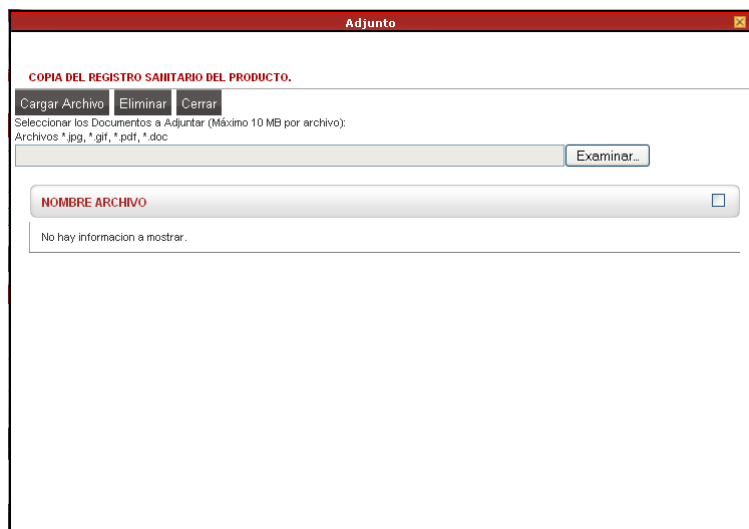 Adjunto
COPIA DEL REGISTRO SANITARIO DEL PRODUCTO.
Cargar Archivo Eliminar Cerrar
Seleccionar los Documentos a Adjuntar (Máximo 10 MB por archivo):
Archivos *.jpg, *.gif, *.pdf, *.doc
Examinar...
NOMBRE ARCHIVO
No hay informacion a mostrar.